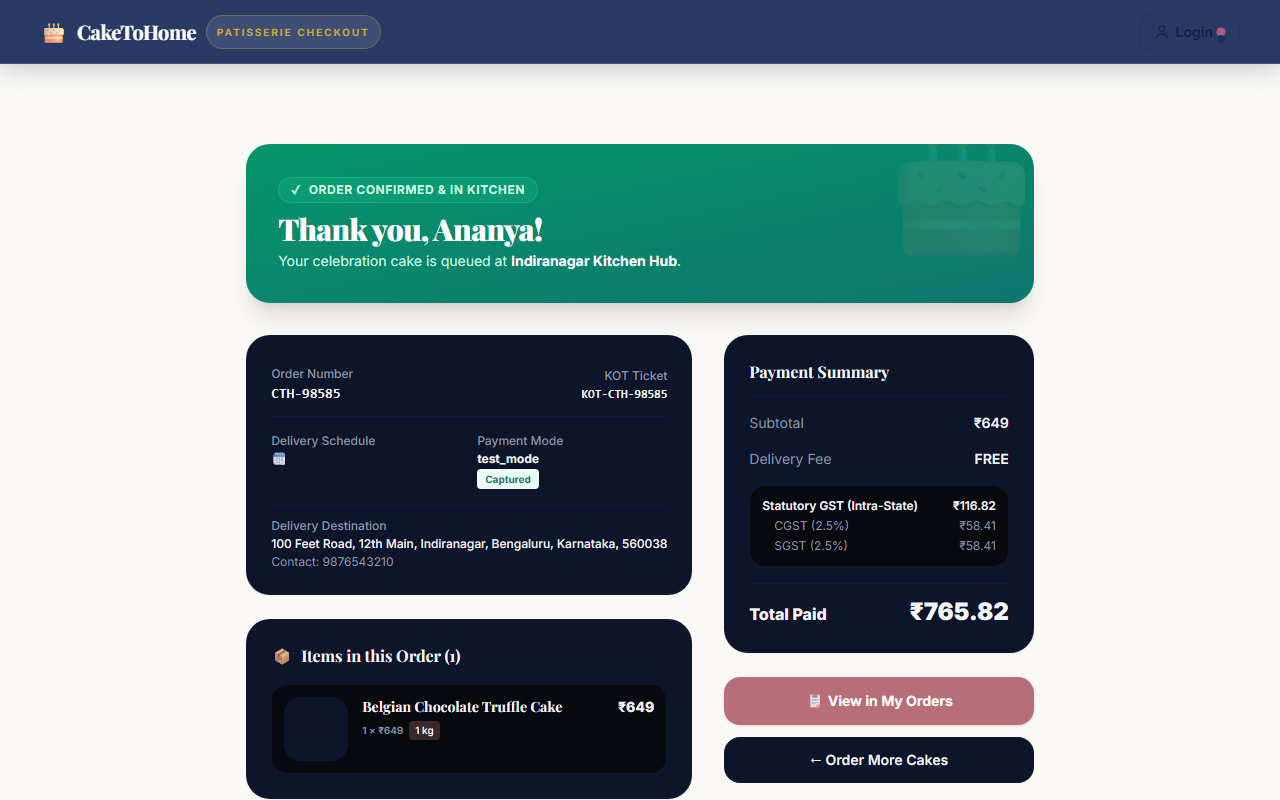 CakeToHome
PATISSERIE CHECKOUT
Login
✓ ORDER CONFIRMED & IN KITCHEN
Thank you, Ananya!
Your celebration cake is queued at Indiranagar Kitchen Hub.
Order Number
CTH-98585
KOT Ticket
KOT-CTH-98585
Delivery Schedule
Payment Mode
test_mode
Captured
Delivery Destination
100 Feet Road, 12th Main, Indiranagar, Bengaluru, Karnataka, 560038
Contact: 9876543210
Items in this Order (1)
Belgian Chocolate Truffle Cake ₹649
1 × ₹649 1 kg
Payment Summary
Subtotal ₹649
Delivery Fee FREE
Statutory GST (Intra-State) ₹116.82
CGST (2.5%) ₹58.41
SGST (2.5%) ₹58.41
Total Paid ₹765.82
View in My Orders
← Order More Cakes